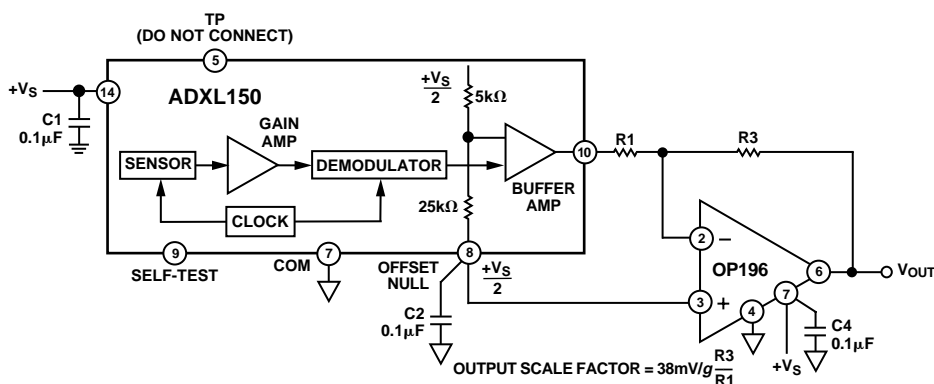 TP
(DO NOT CONNECT)
5
+VS
14
C1
0.1µF
ADXL150
GAIN
AMP
SENSOR
DEMODULATOR
CLOCK
+VS
2
5kΩ
25kΩ
BUFFER
AMP
10
R1
R3
9
SELF-TEST
COM
7
OFFSET
NULL
8
+VS
2
C2
0.1µF
2
−
OP196
3
+
4
6
7
VOUT
C4
0.1µF
+VS
OUTPUT SCALE FACTOR = 38mV/g R3
R1